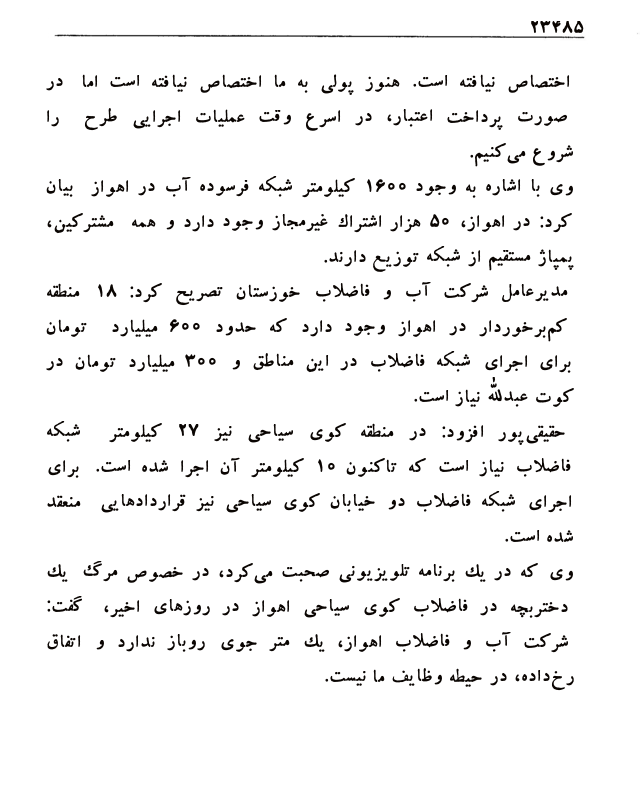 ۲۳۴۸۵
اختصاص نیافته است. هنوز پولی به ما اختصاص نیافته است اما در
صورت پرداخت اعتبار، در اسرع وقت عملیات اجرایی طرح را
شروع می‌کنیم.
وی با اشاره به وجود ۱۶۰۰ کیلومتر شبکه فرسوده آب در اهواز بیان
کرد: در اهواز، ۵۰ هزار اشتراك غیرمجاز وجود دارد و همه مشترکین،
پمپاژ مستقیم از شبکه توزیع دارند.
مدیرعامل شرکت آب و فاضلاب خوزستان تصریح کرد: ۱۸ منطقه
کم‌برخوردار در اهواز وجود دارد که حدود ۶۰۰ میلیارد تومان
برای اجرای شبکه فاضلاب در این مناطق و ۳۰۰ میلیارد تومان در
کوت عبدالله نیاز است.
حقیقی‌پور افزود: در منطقه کوی سیاحی نیز ۲۷ کیلومتر شبکه
فاضلاب نیاز است که تاکنون ۱۰ کیلومتر آن اجرا شده است. برای
اجرای شبکه فاضلاب دو خیابان کوی سیاحی نیز قراردادهایی منعقد
شده است.
وی که در یك برنامه تلویزیونی صحبت می‌کرد، در خصوص مرگ یك
دختربچه در فاضلاب کوی سیاحی اهواز در روزهای اخیر، گفت:
شرکت آب و فاضلاب اهواز، یك متر جوی روباز ندارد و اتفاق
رخ‌داده، در حیطه وظایف ما نیست.